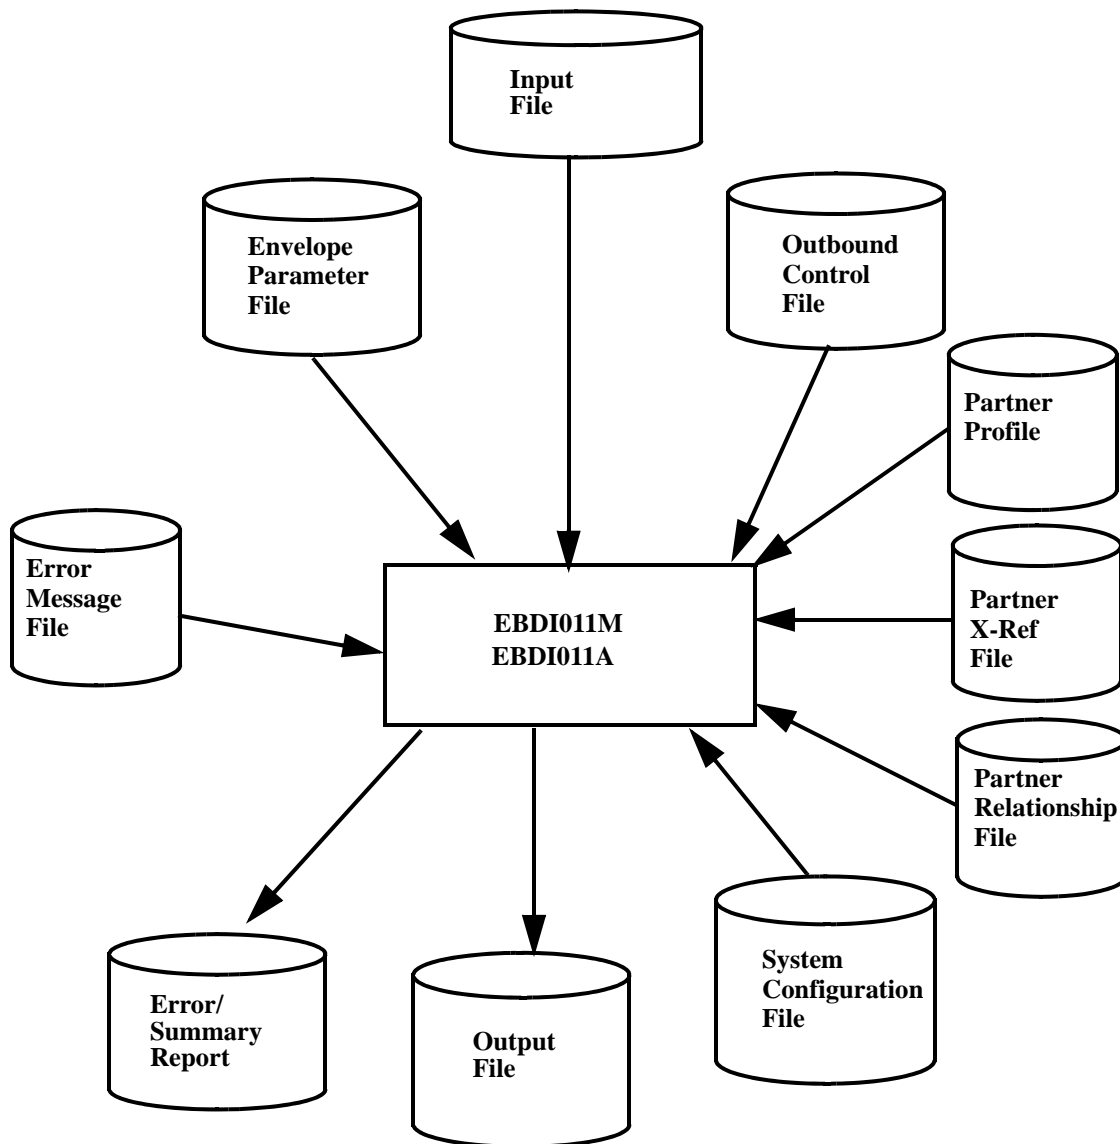 Input
File
Envelope
Parameter
File
Outbound
Control
File
Partner
Profile
Error
Message
File
EBDI011M
EBDI011A
Partner
X-Ref
File
Partner
Relationship
File
System
Configuration
File
Error/
Summary
Report
Output
File